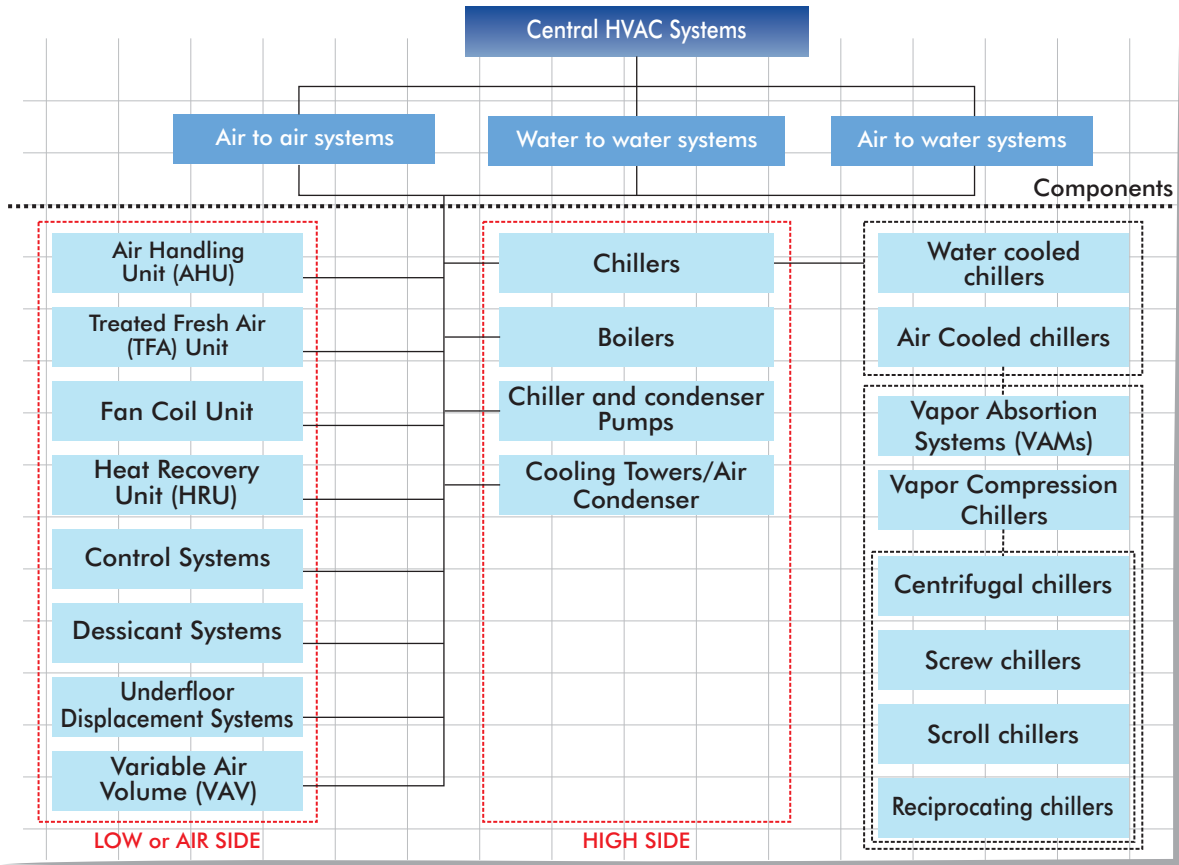 Central HVAC Systems
Air to air systems
Water to water systems
Air to water systems
Components
Air Handling
Unit (AHU)
Treated Fresh Air
(TFA) Unit
Fan Coil Unit
Heat Recovery
Unit (HRU)
Control Systems
Dessicant Systems
Underfloor
Displacement Systems
Variable Air
Volume (VAV)
LOW or AIR SIDE
Chillers
Boilers
Chiller and condenser
Pumps
Cooling Towers/Air
Condenser
HIGH SIDE
Water cooled
chillers
Air Cooled chillers
Vapor Absortion
Systems (VAMs)
Vapor Compression
Chillers
Centrifugal chillers
Screw chillers
Scroll chillers
Reciprocating chillers